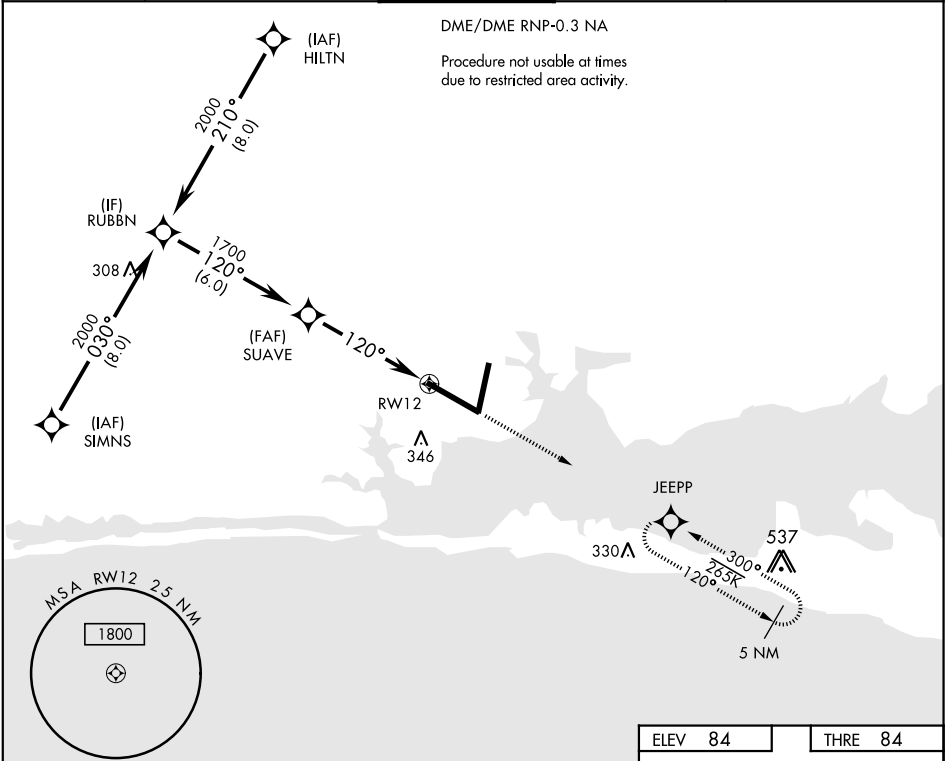 DME/DME RNP-0.3 NA
Procedure not usable at times
due to restricted area activity.
(IAF)
HILTN
2000
210°
(8.0)
(IF)
RUBBN
308
1700
120°
(6.0)
2000
030°
(8.0)
(FAF)
SUAVE
120°
RW12
(IAF)
SIMNS
346
JEEPP
330
537
300°
265K
120°
5 NM
MSA RW12 25 NM
1800
ELEV 84
THRE 84